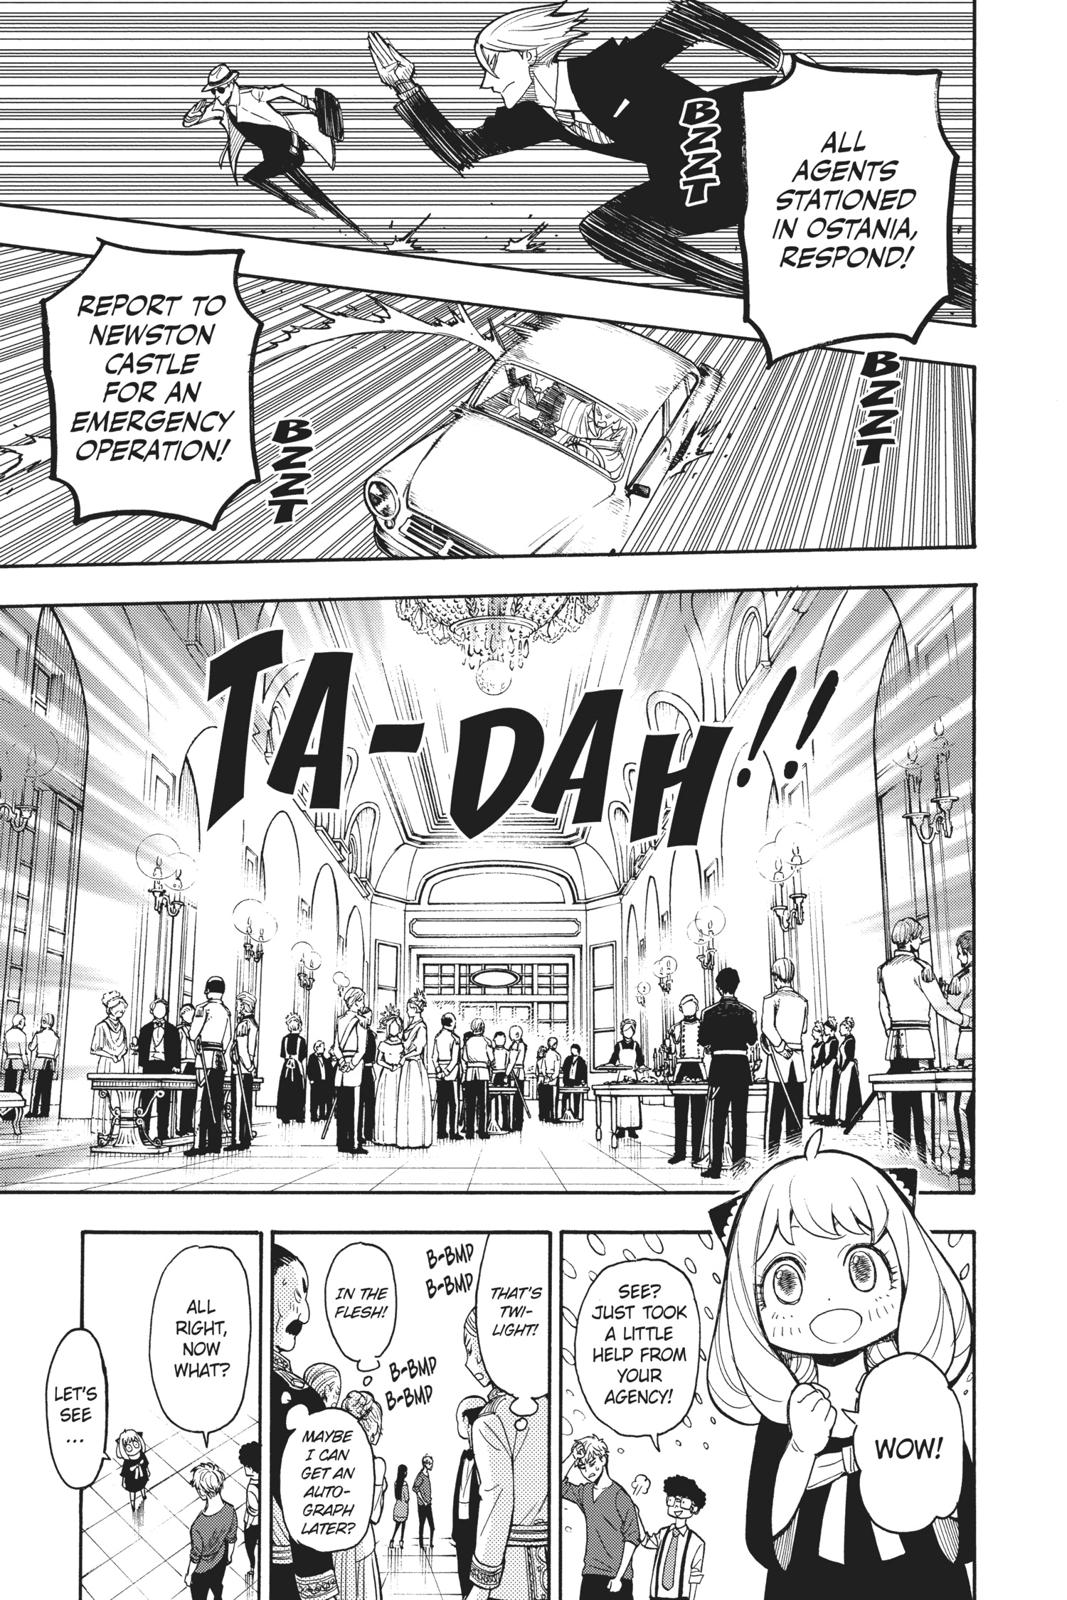 BZZT
ALL
AGENTS
STATIONED
IN OSTANIA,
RESPOND!
BZZT
REPORT TO
NEWSTON
CASTLE
FOR AN
EMERGENCY
OPERATION!
BZZT
TA-DAH!!
WOW!
SEE?
JUST TOOK
A LITTLE
HELP FROM
YOUR
AGENCY!
THAT'S
TWI-
LIGHT!
B-BMP
B-BMP
IN THE
FLESH!
B-BMP
B-BMP
MAYBE
I CAN
GET AN
AUTO-
GRAPH
LATER?
ALL
RIGHT,
NOW
WHAT?
LET'S
SEE
...